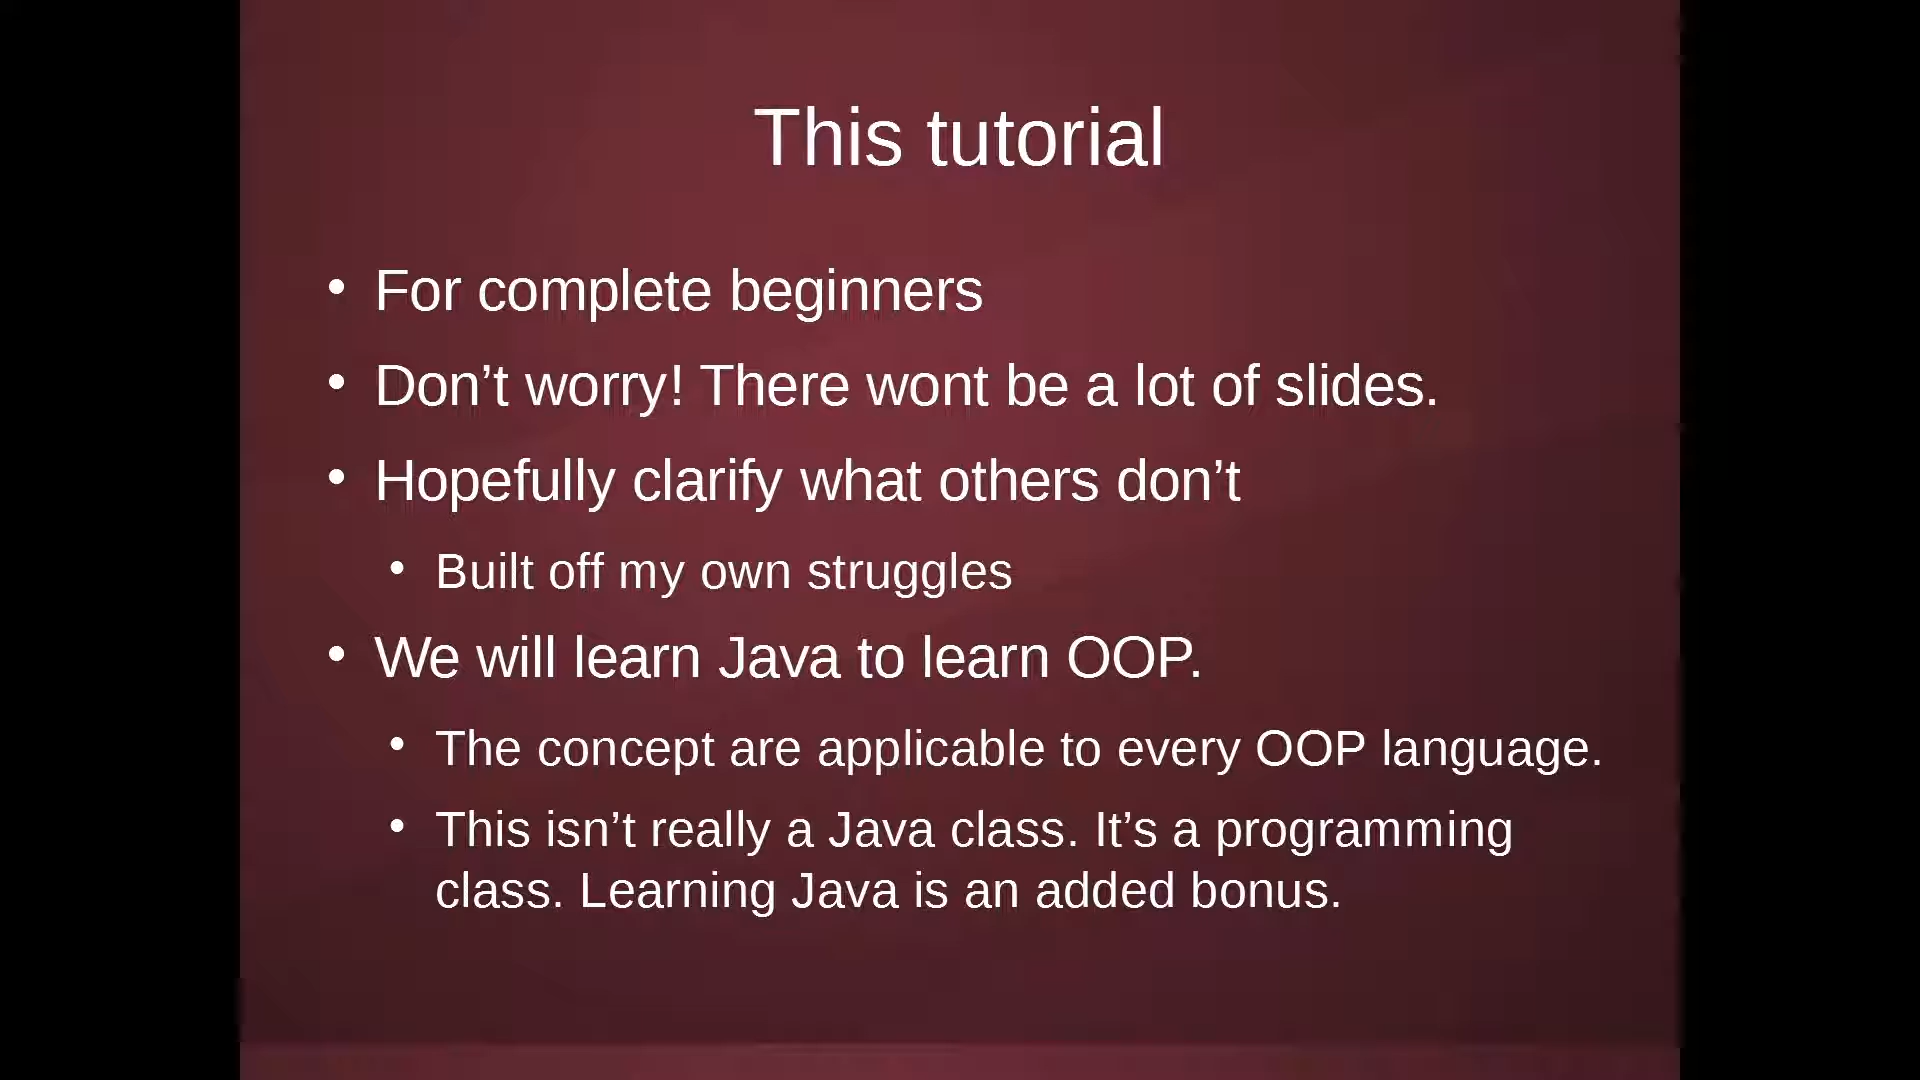 This tutorial
• For complete beginners
• Don’t worry! There wont be a lot of slides.
• Hopefully clarify what others don’t
• Built off my own struggles
• We will learn Java to learn OOP.
• The concept are applicable to every OOP language.
• This isn’t really a Java class. It’s a programming
class. Learning Java is an added bonus.